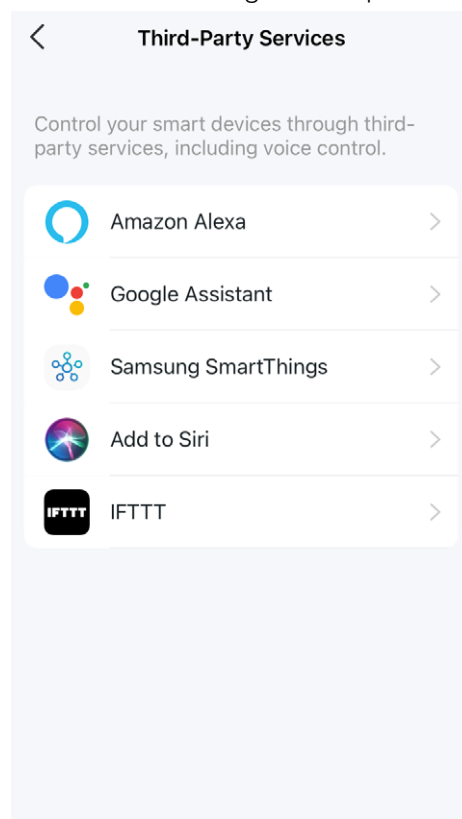 Third-Party Services
Control your smart devices through third-
party services, including voice control.
Amazon Alexa
Google Assistant
Samsung SmartThings
Add to Siri
IFTTT
IFTTT